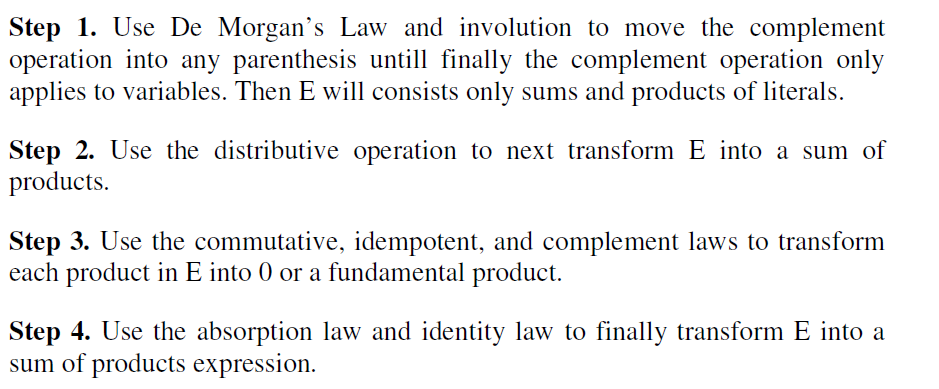 Step 1. Use De Morgan’s Law and involution to move the complement
operation into any parenthesis untill finally the complement operation only
applies to variables. Then E will consists only sums and products of literals.
Step 2. Use the distributive operation to next transform E into a sum of
products.
Step 3. Use the commutative, idempotent, and complement laws to transform
each product in E into 0 or a fundamental product.
Step 4. Use the absorption law and identity law to finally transform E into a
sum of products expression.